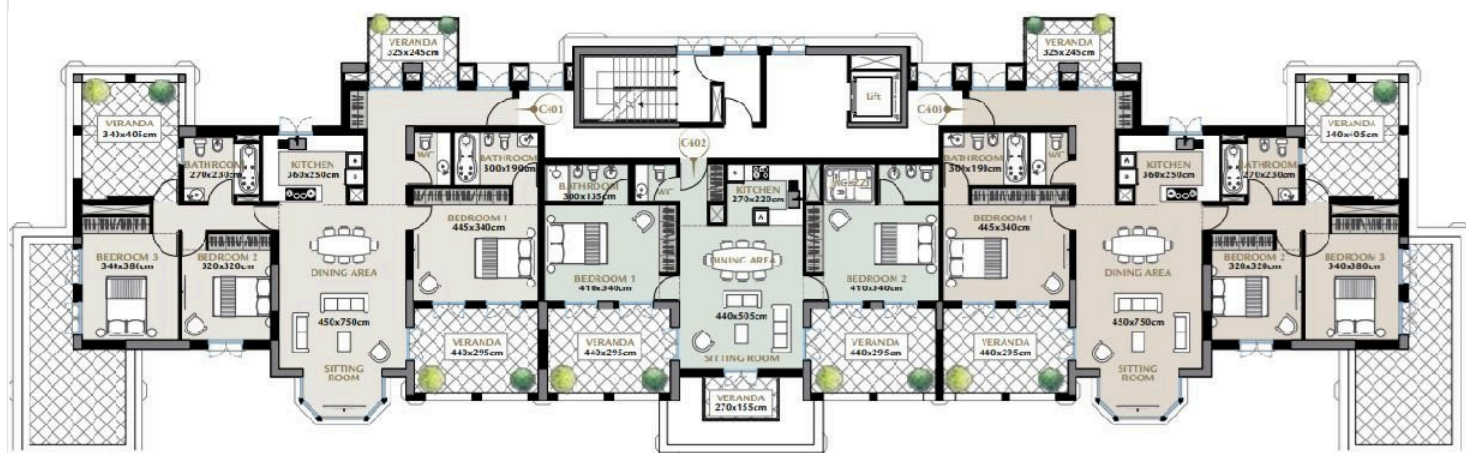 VERANDA
325x245cm
VERANDA
325x245cm
Lift
C401
C403
VERANDA
340x405cm
VERANDA
340x405cm
C402
BATHROOM
270x230cm
KITCHEN
360x250cm
WC
BATHROOM
300x190cm
BATHROOM
300x135cm
WC
KITCHEN
270x220cm
BATHROOM
300x190cm
WC
KITCHEN
360x250cm
BATHROOM
270x230cm
BEDROOM 3
340x380cm
BEDROOM 2
320x320cm
DINING AREA
450x750cm
SITTING
ROOM
BEDROOM 1
445x340cm
BEDROOM 1
410x340cm
DINING AREA
440x505cm
SITTING ROOM
BEDROOM 2
410x340cm
BEDROOM 1
445x340cm
DINING AREA
450x750cm
SITTING
ROOM
BEDROOM 2
320x320cm
BEDROOM 3
340x380cm
VERANDA
440x295cm
VERANDA
440x295cm
VERANDA
270x155cm
VERANDA
440x295cm
VERANDA
440x295cm